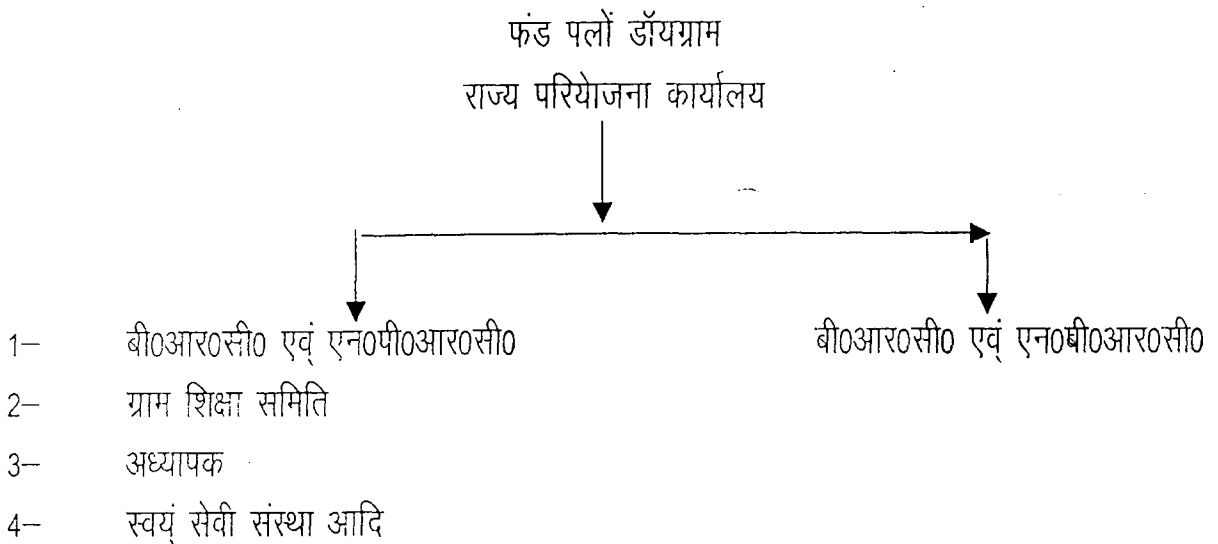 फंड पलों डॉयग्राम
राज्य परियेाजना कार्यालय
1– बी0आर0सी0 एव्ं एन0पी0आर0सी0 बी0आर0सी0 एव्ं एन0पी0आर0सी0
2– ग्राम शिक्षा समिति
3– अध्यापक
4– स्वय्ं सेवी संस्था आदि